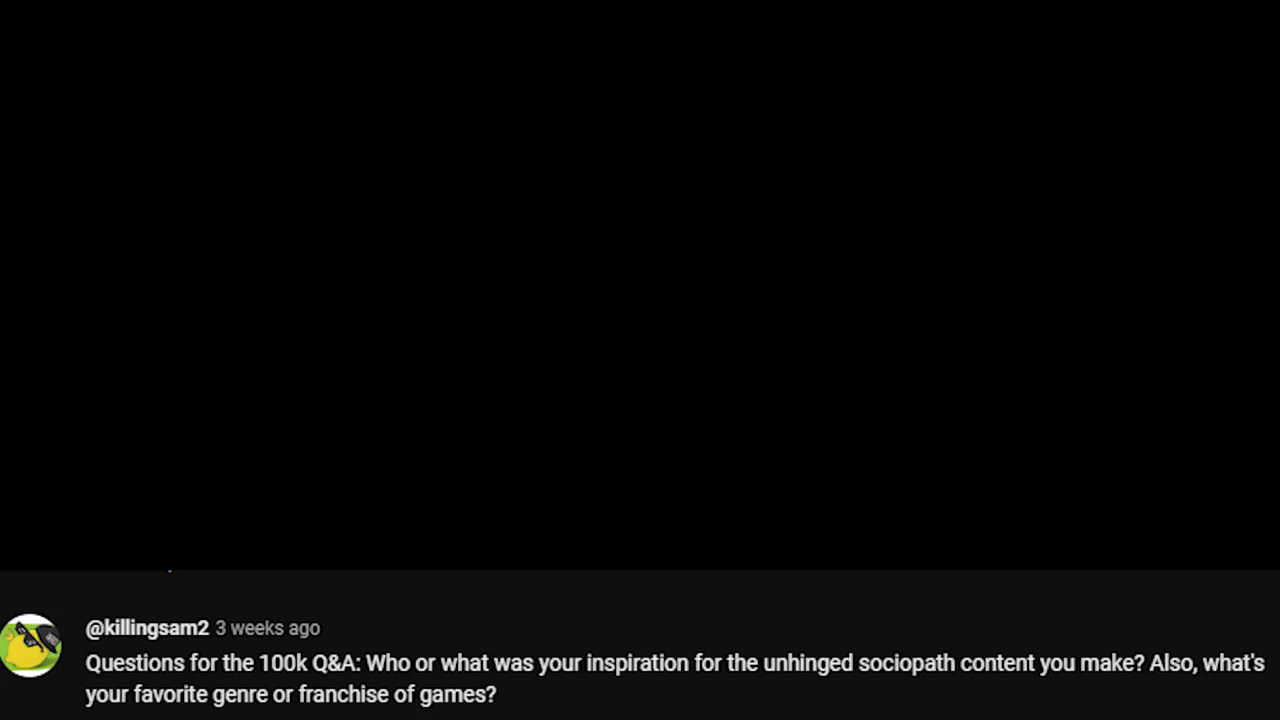 @killingsam2 3 weeks ago
Questions for the 100k Q&A: Who or what was your inspiration for the unhinged sociopath content you make? Also, what's
your favorite genre or franchise of games?